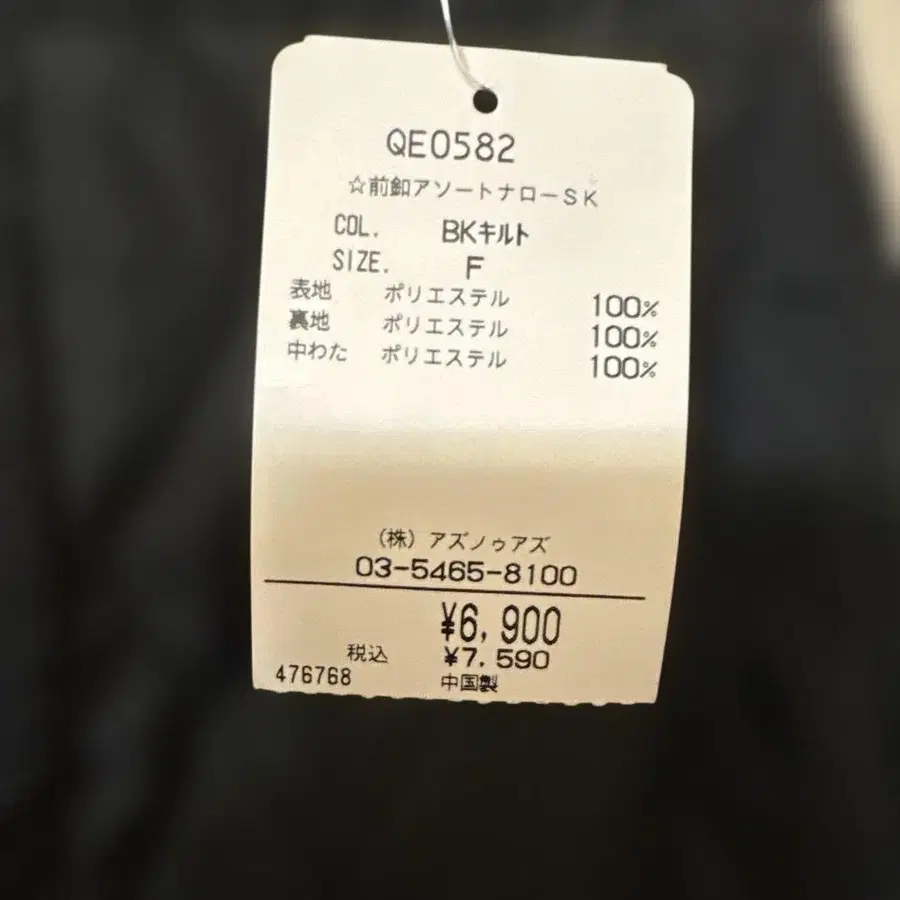 QE0582
☆前釦アソートナローSK
COL. BKキルト
SIZE. F
表地 ポリエステル 100%
裏地 ポリエステル 100%
中わた ポリエステル 100%
(株) アズノゥアズ
03-5465-8100
¥6,900
税込 ¥7.590
476768 中国製